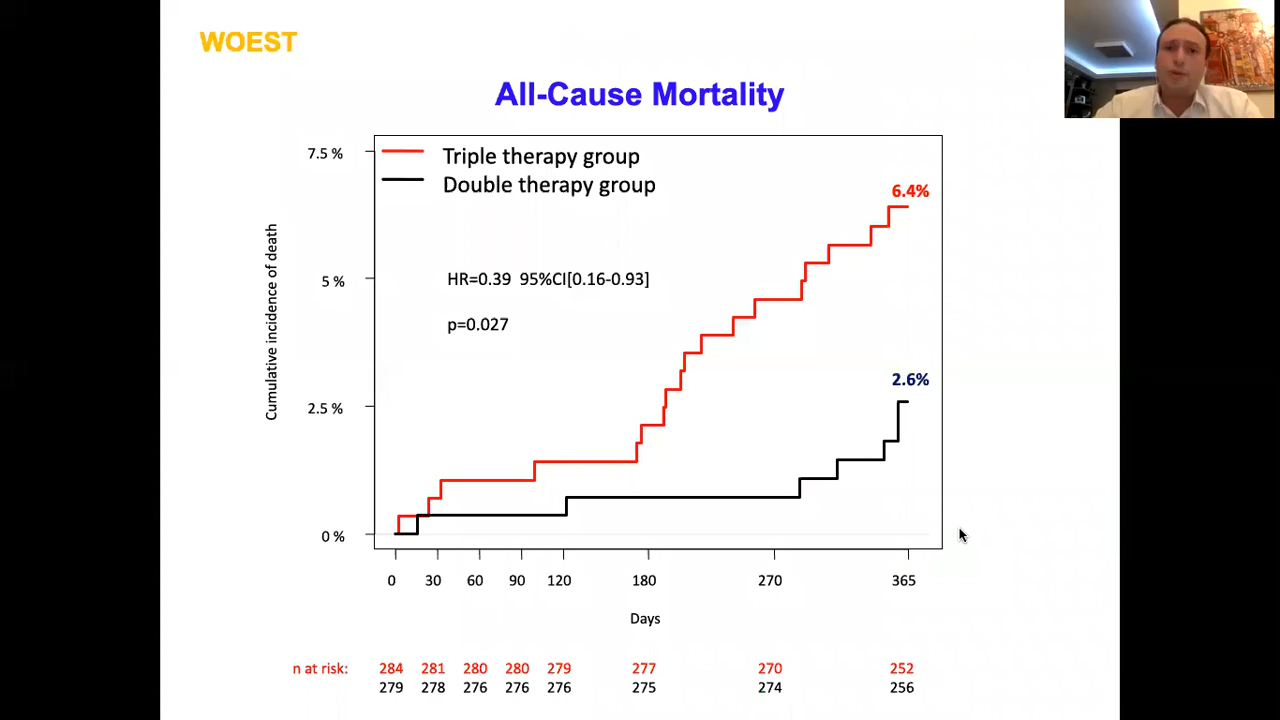 WOEST
All-Cause Mortality
7.5 %
5 %
2.5 %
0 %
Cumulative incidence of death
Triple therapy group
Double therapy group
HR=0.39 95%CI[0.16-0.93]
p=0.027
6.4%
2.6%
0 30 60 90 120 180 270 365
Days
n at risk: 284 281 280 280 279 277 270 252
279 278 276 276 276 275 274 256